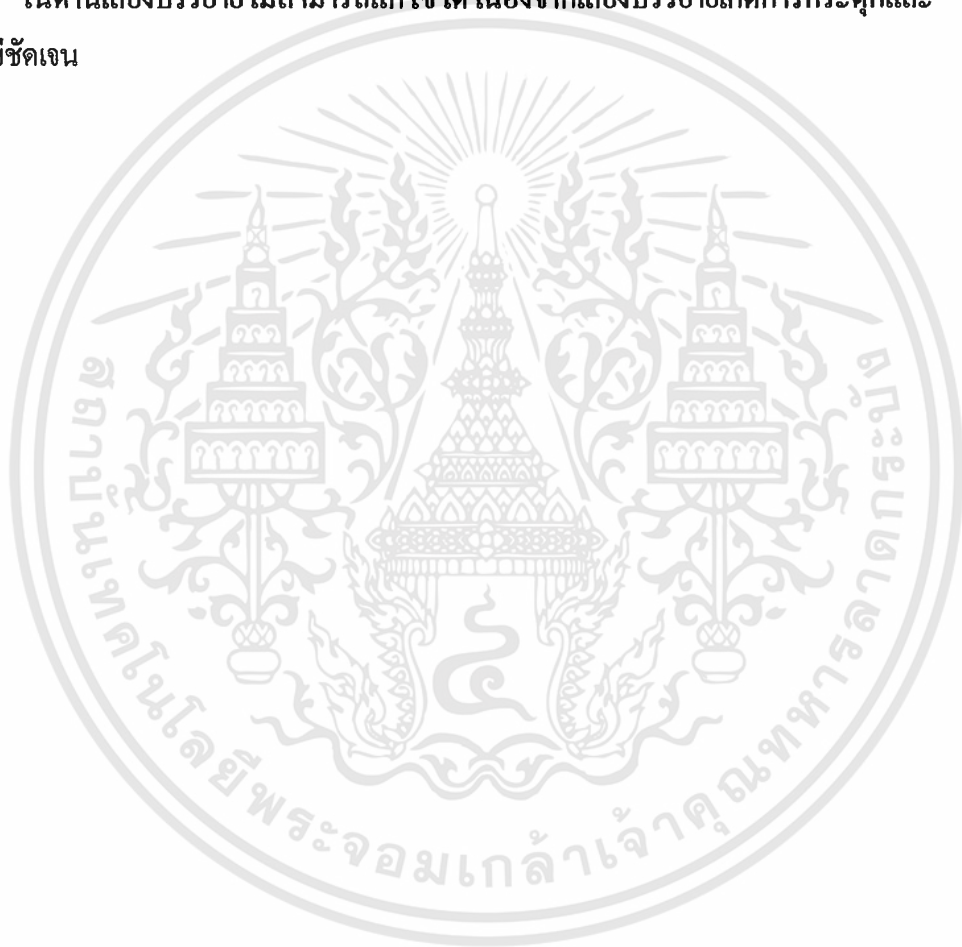 ในด้านเสียงบรรยายไม่สามารถแก้ไขได้ เนื่องจากเสียงบรรยายเกิดการกระตุกและ
ชัดเจน
สถาบันเทคโนโลยีพระจอมเกล้าเจ้าคุณทหารลาดกระบัง
๔